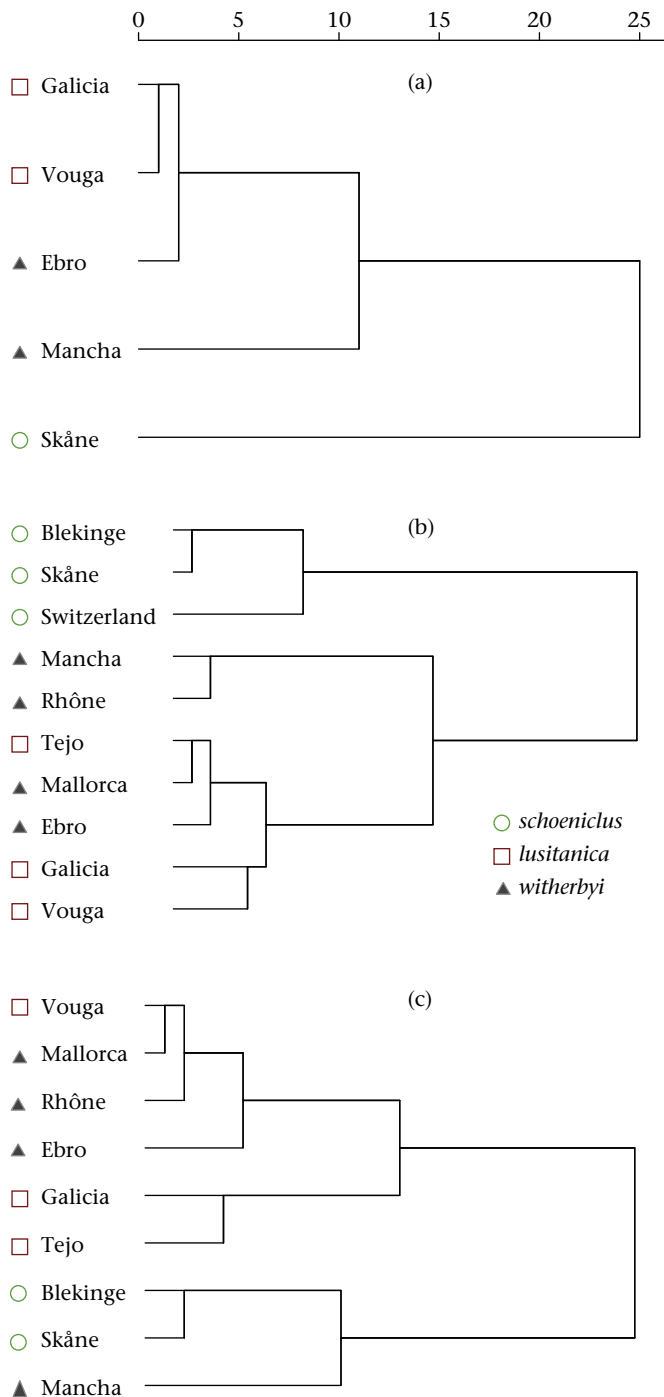 0 5 10 15 20 25
(a)
Galicia
Vouga
Ebro
Mancha
Skåne
(b)
Blekinge
Skåne
Switzerland
Mancha
Rhône
Tejo
Mallorca
Ebro
Galicia
Vouga
schoeniclus
lusitanica
witherbyi
(c)
Vouga
Mallorca
Rhône
Ebro
Galicia
Tejo
Blekinge
Skåne
Mancha